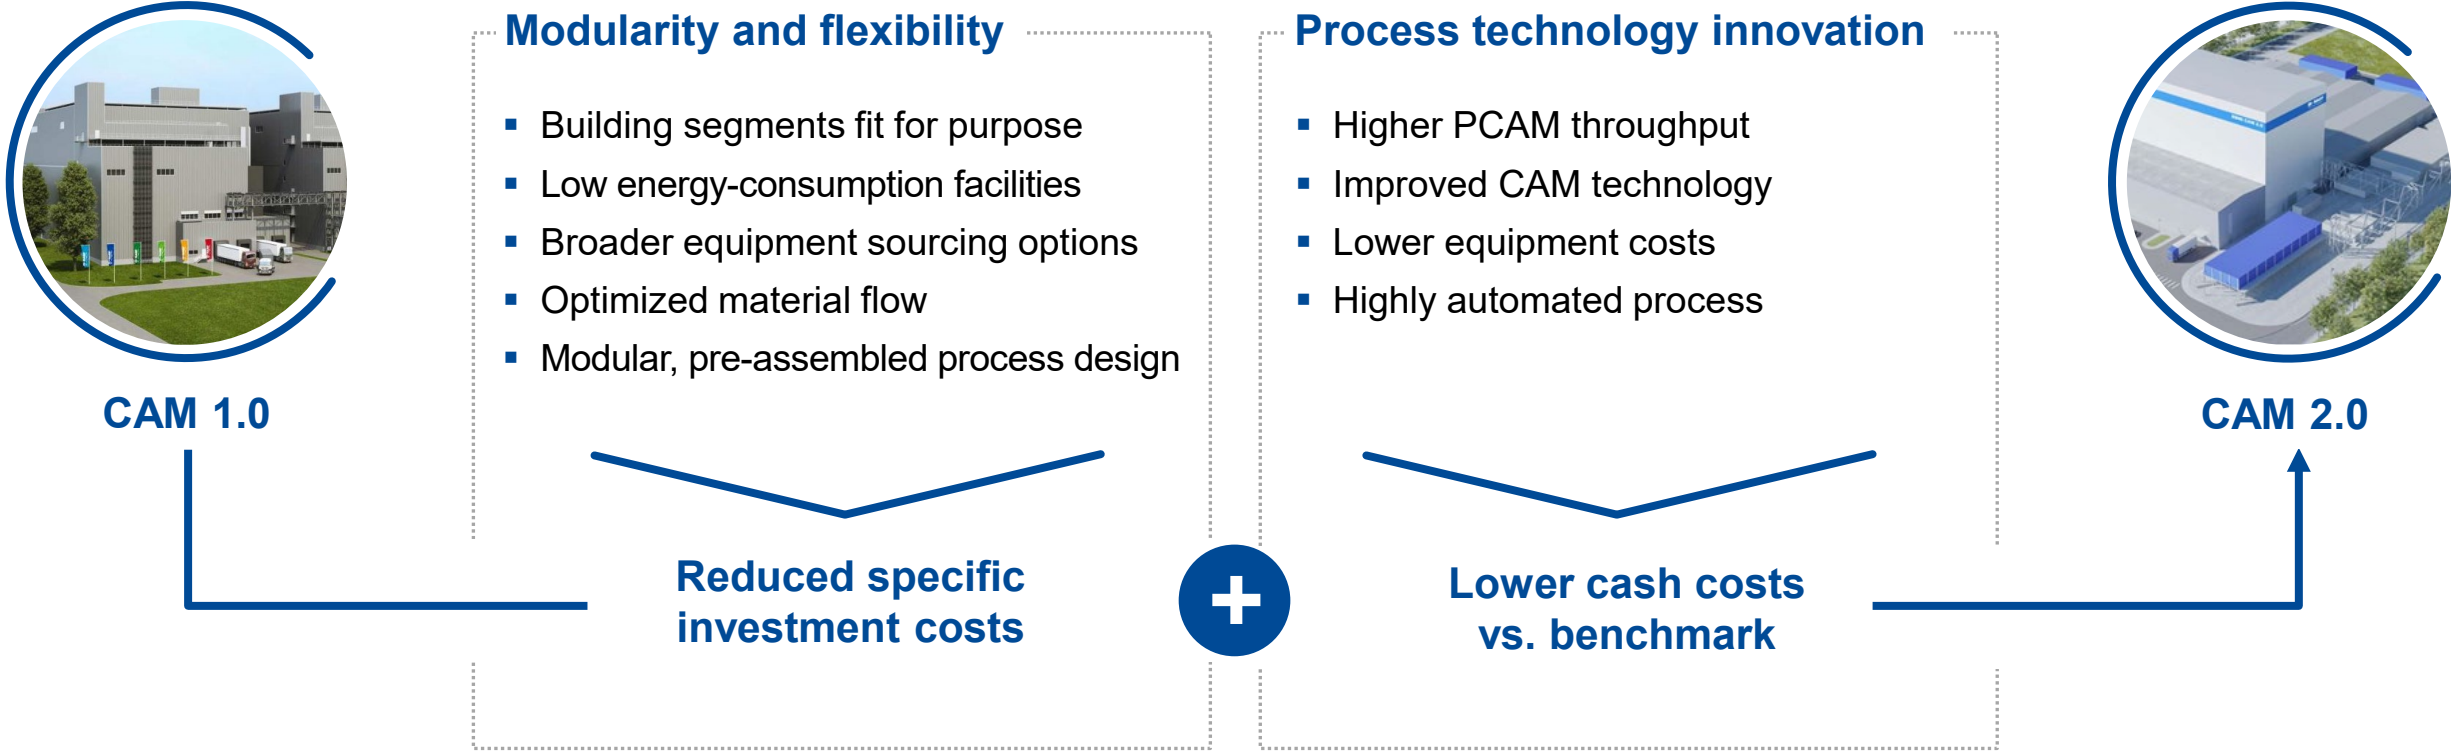 Modularity and flexibility
Building segments fit for purpose
Low energy-consumption facilities
Broader equipment sourcing options
Optimized material flow
Modular, pre-assembled process design
Reduced specific
investment costs
Process technology innovation
Higher PCAM throughput
Improved CAM technology
Lower equipment costs
Highly automated process
Lower cash costs
vs. benchmark
CAM 1.0
CAM 2.0